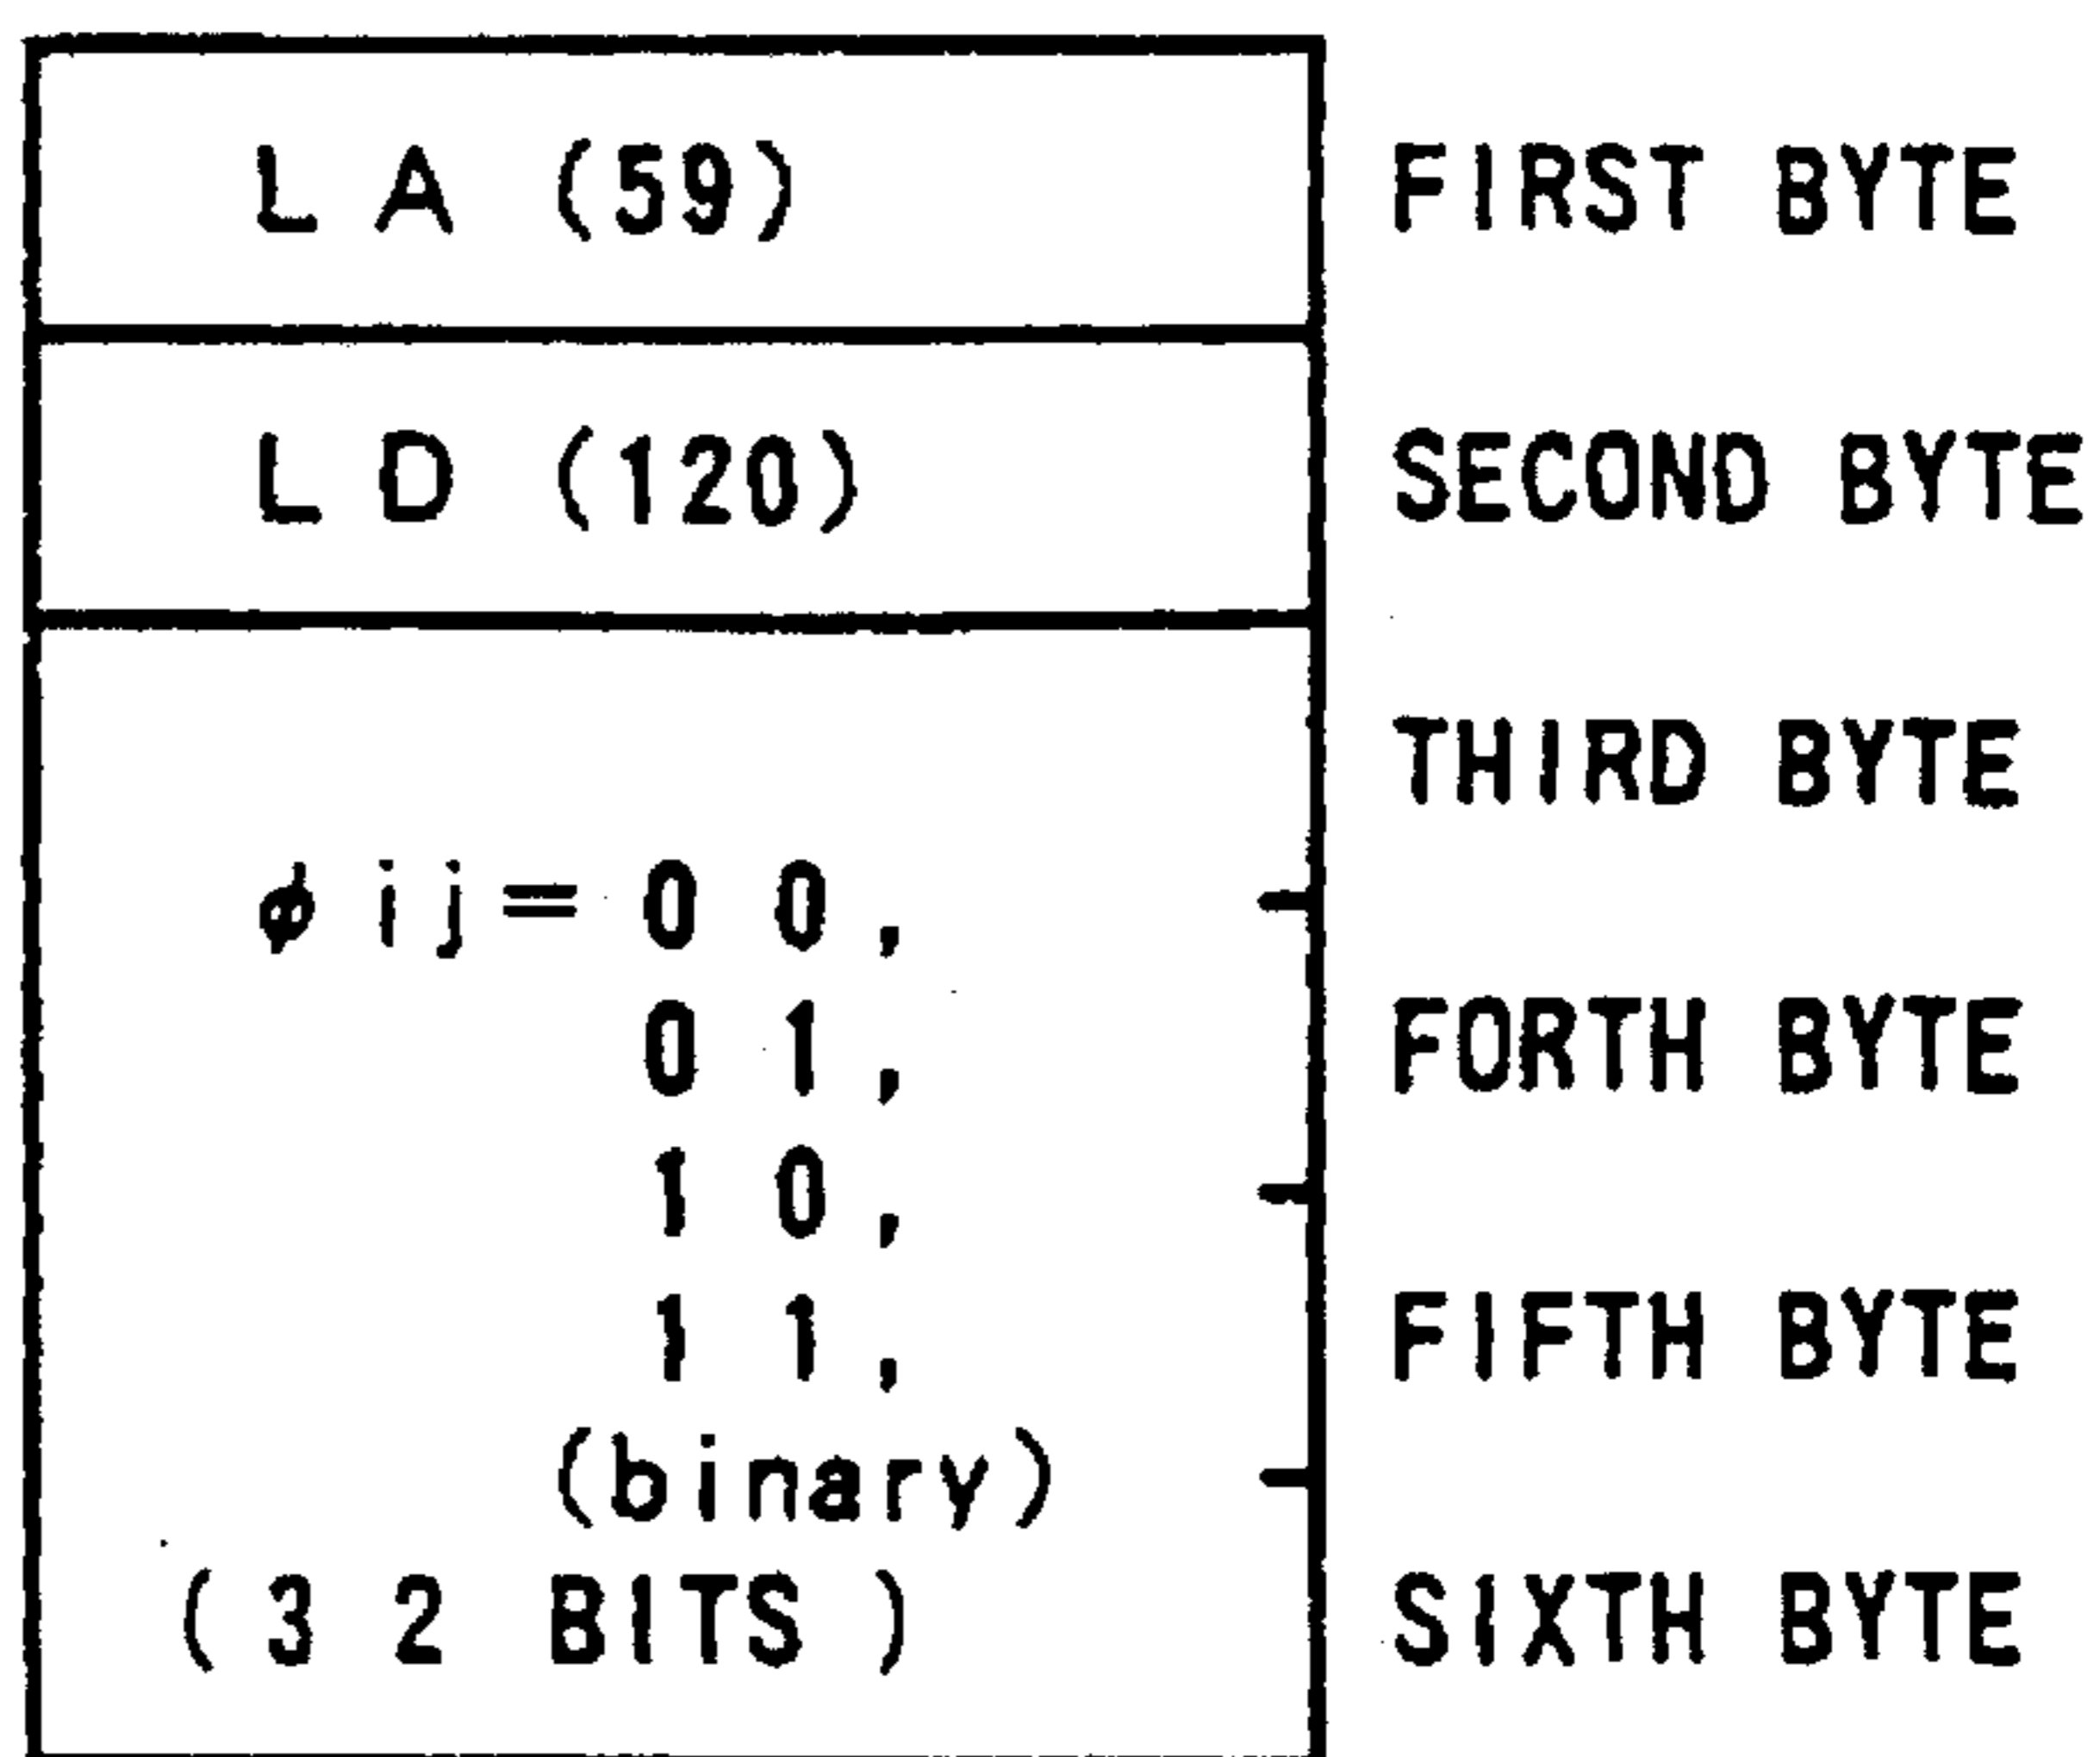 L A (59) FIRST BYTE
L D (120) SECOND BYTE
THIRD BYTE
ϕ i j = 0 0 ,
0 1 ,
FORTH BYTE
1 0 ,
1 1 ,
FIFTH BYTE
(binary)
( 3 2 BITS ) SIXTH BYTE